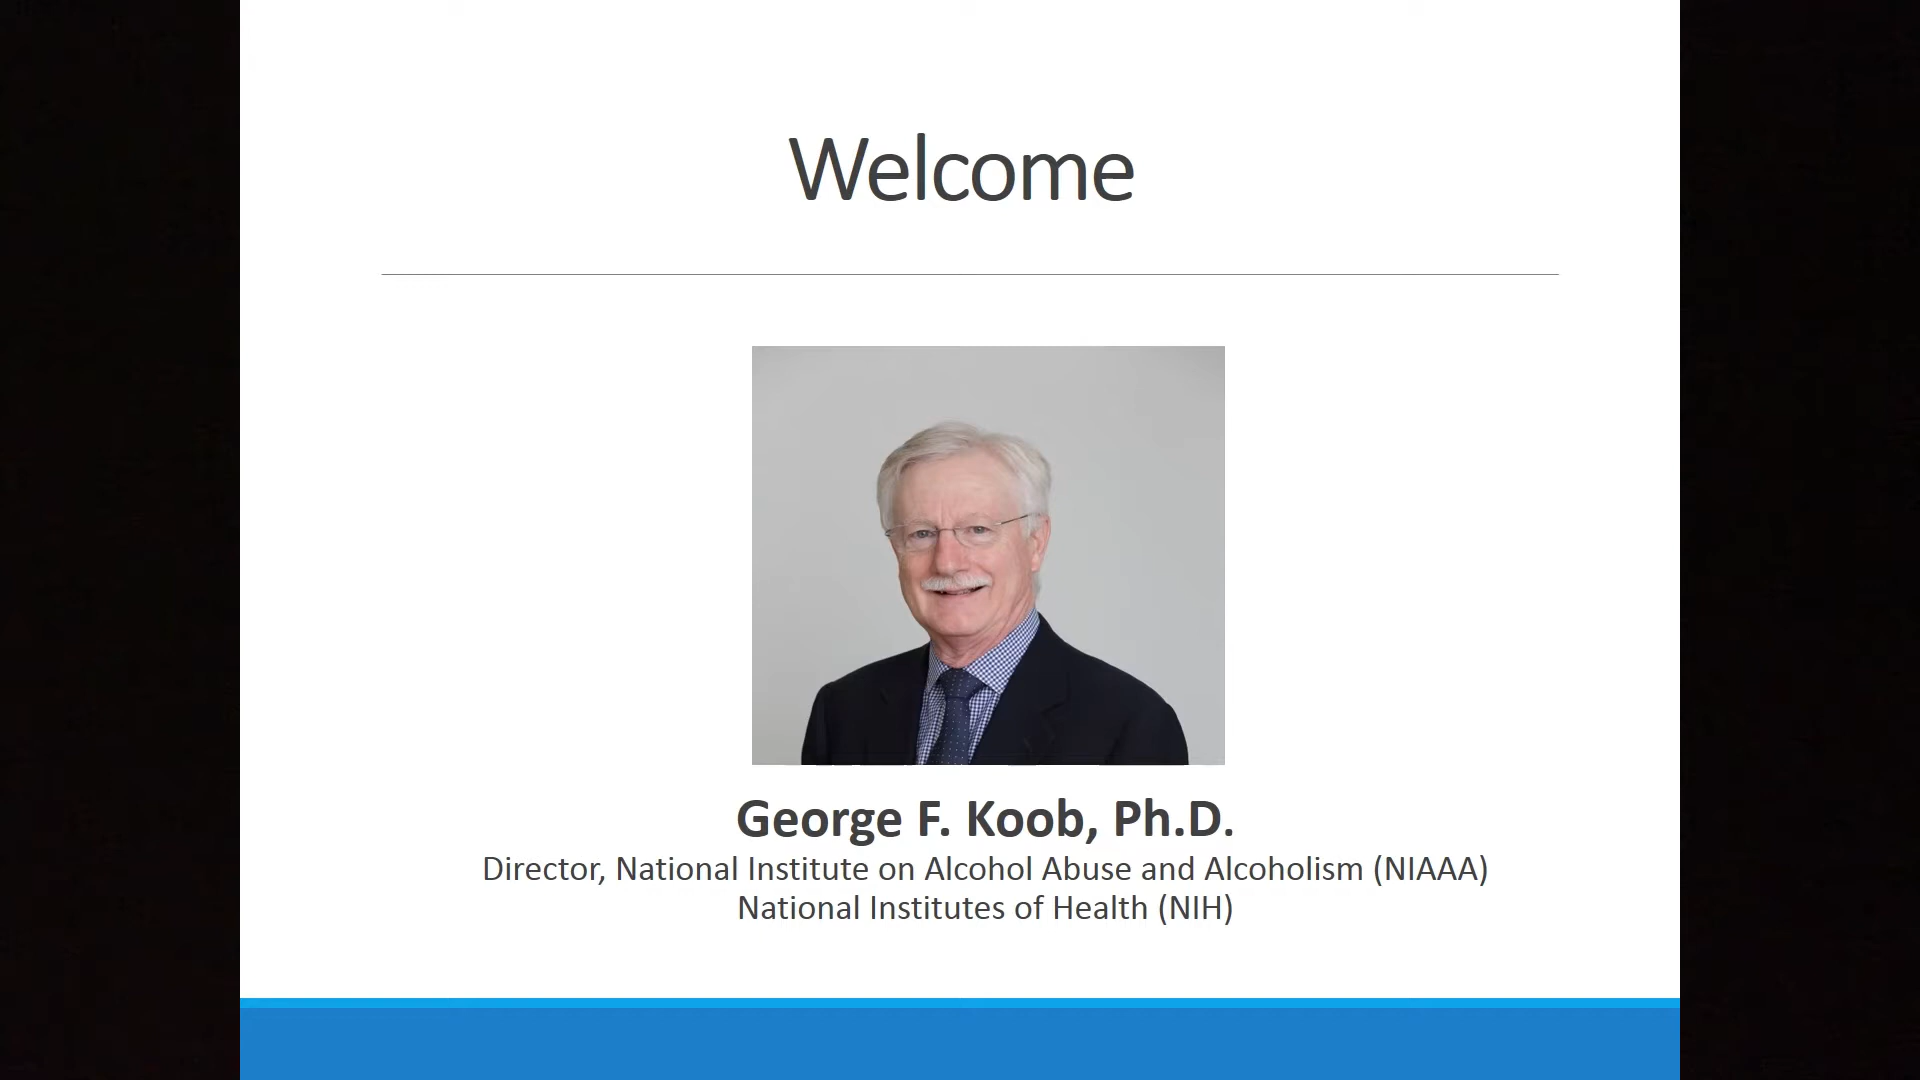 Welcome
George F. Koob, Ph.D.
Director, National Institute on Alcohol Abuse and Alcoholism (NIAAA)
National Institutes of Health (NIH)